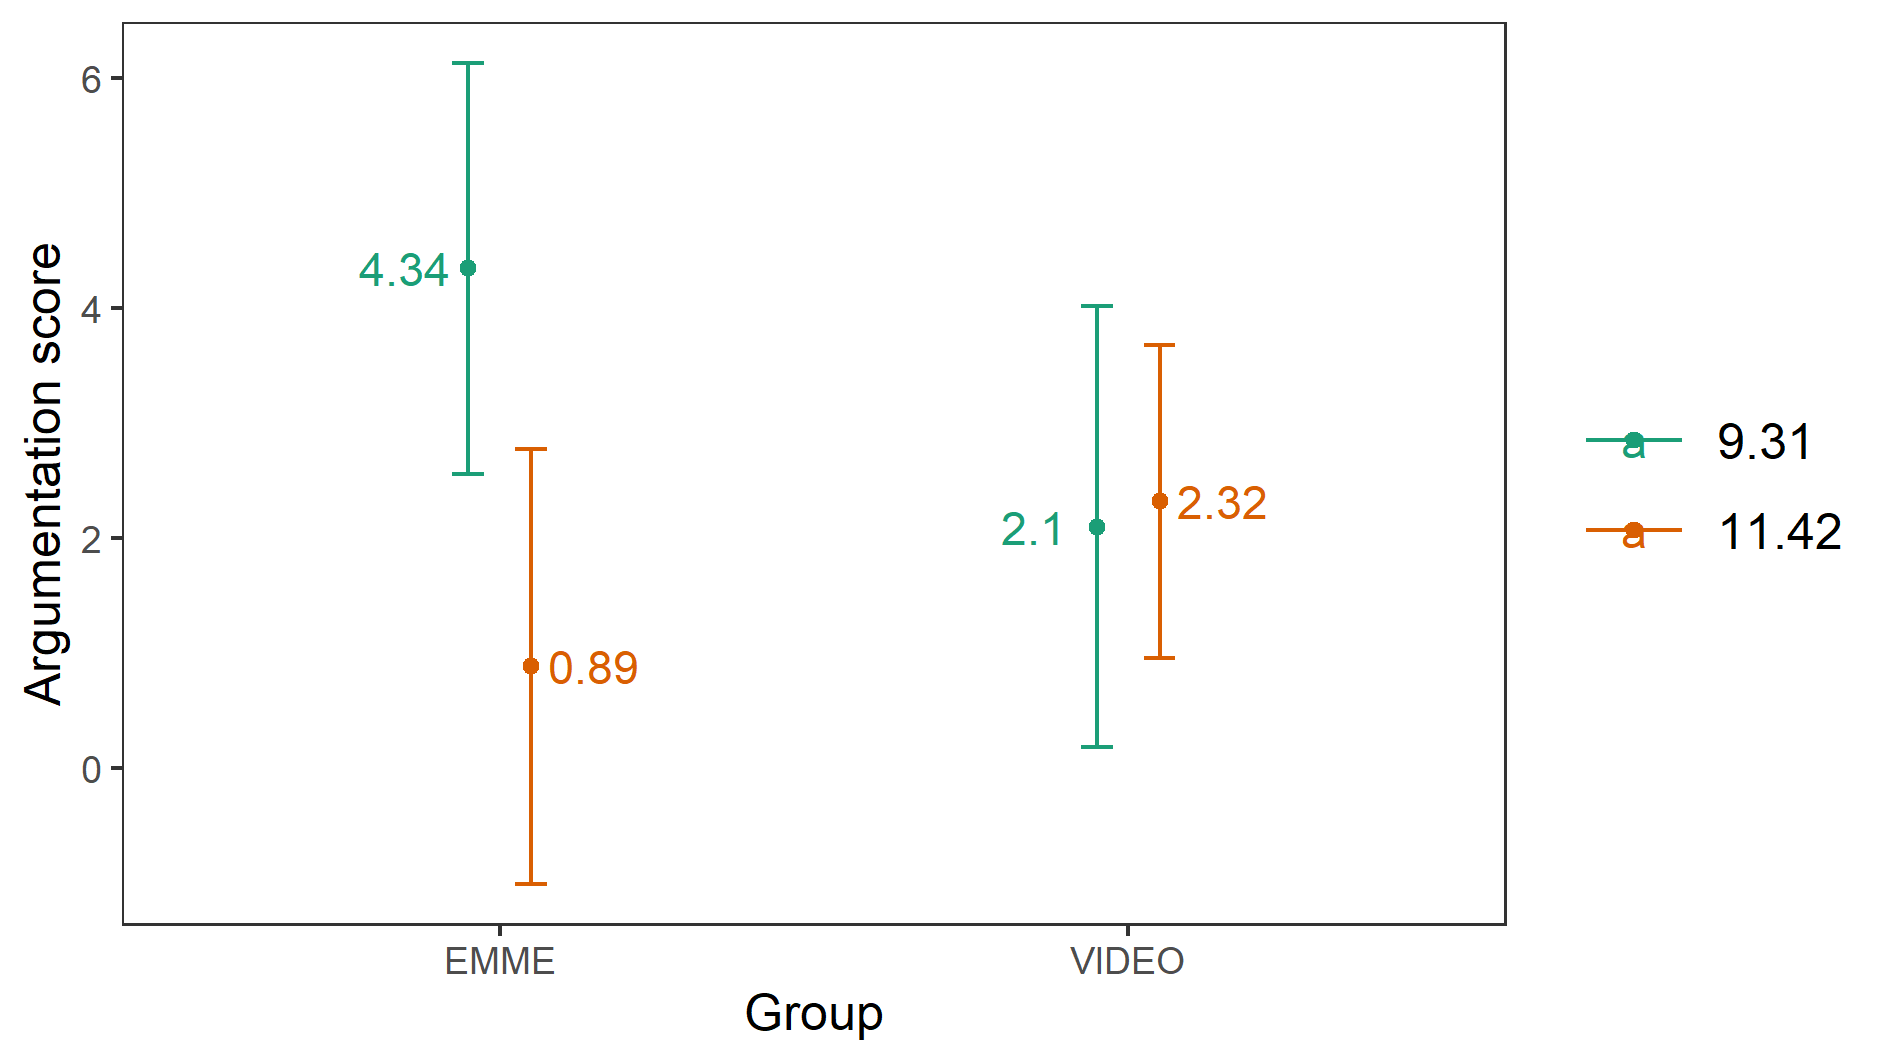 Argumentation score
6
4
2
0
4.34
0.89
2.1
2.32
EMME
VIDEO
Group
a 9.31
a 11.42